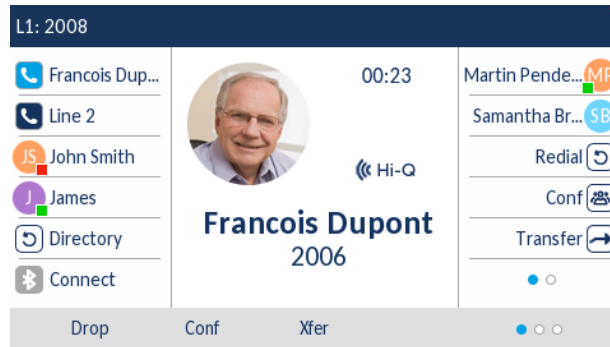 L1: 2008
Francois Dup...
Line 2
JS John Smith
J James
Directory
Connect
00:23
Hi-Q
Francois Dupont
2006
Martin Pende... MP
Samantha Br... SB
Redial
Conf
Transfer
Drop Conf Xfer